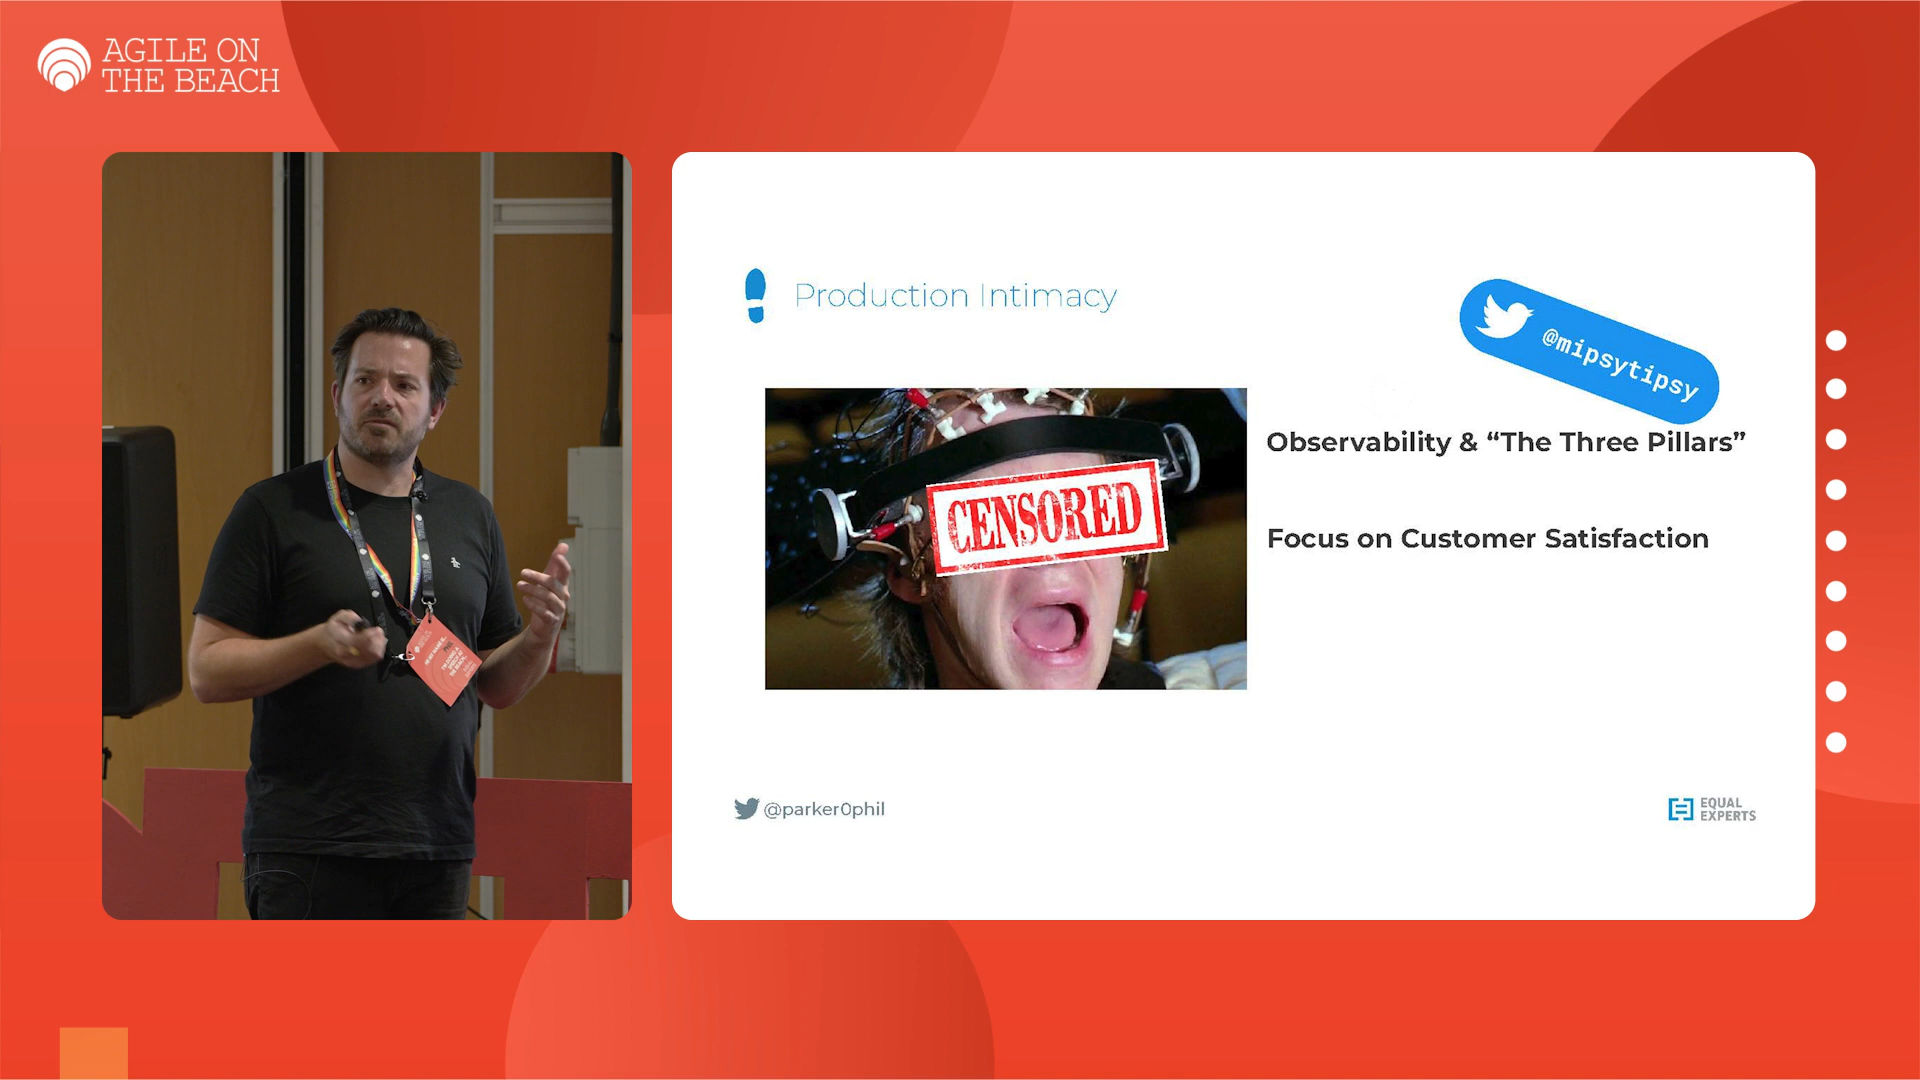 AGILE ON
THE BEACH
Production Intimacy
@mipsytipsy
CENSORED
Observability & “The Three Pillars”
Focus on Customer Satisfaction
@parker0phil
EQUAL
EXPERTS